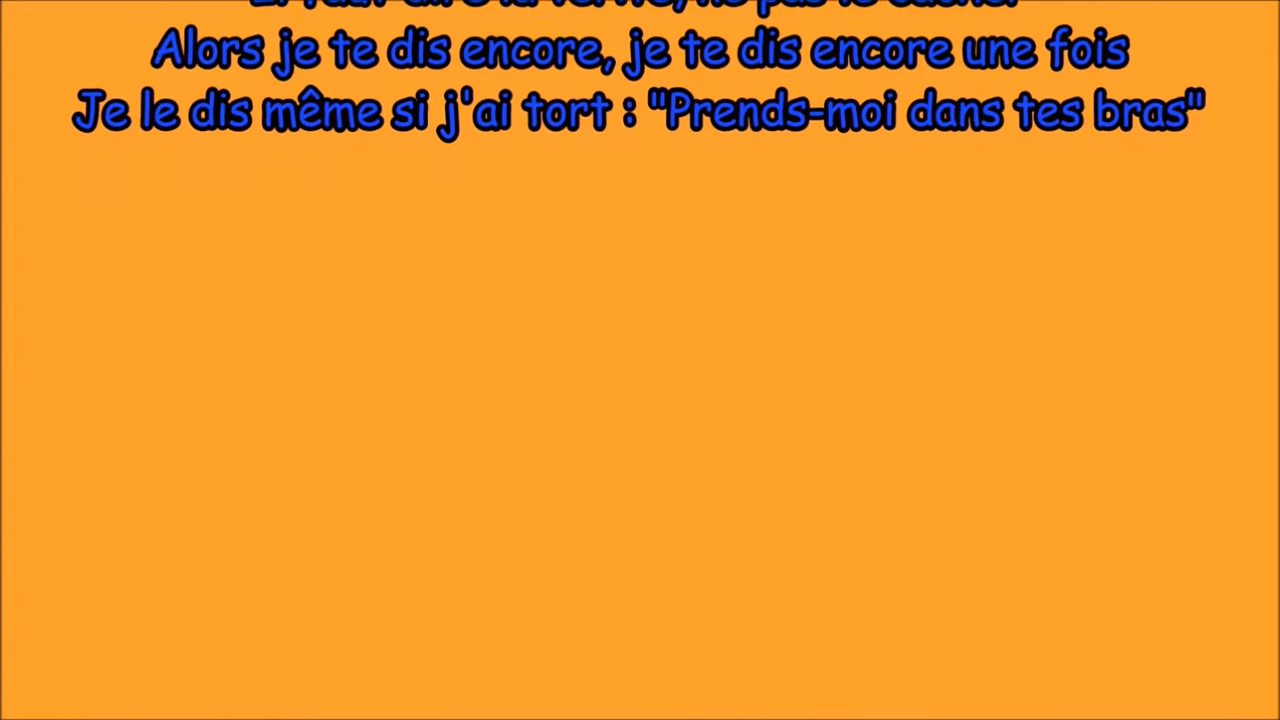 Alors je te dis encore, je te dis encore une fois
Je le dis même si j'ai tort : "Prends-moi dans tes bras"